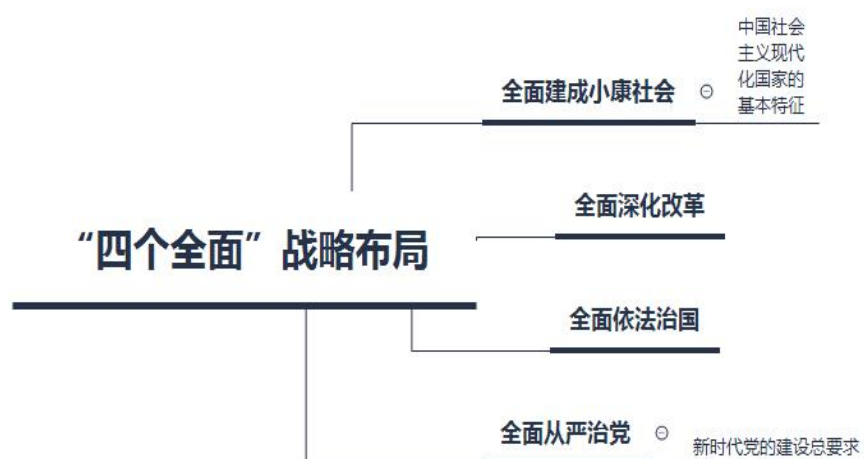 中国社会
主义现代
化国家的
基本特征
全面建成小康社会
全面深化改革
“四个全面”战略布局
全面依法治国
全面从严治党
新时代党的建设总要求